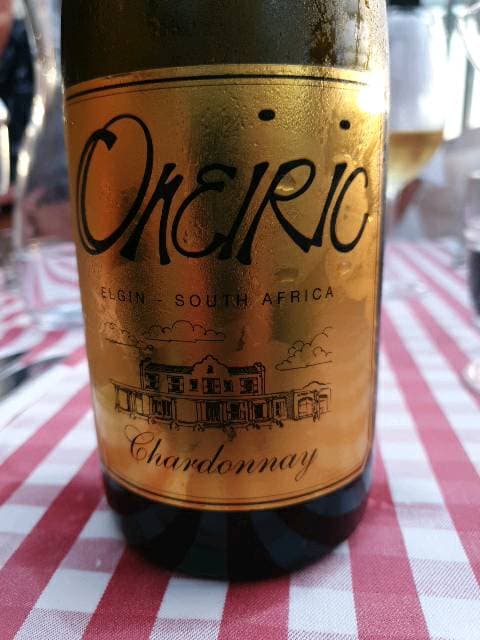 Oneiric
ELGIN - SOUTH AFRICA
Chardonnay